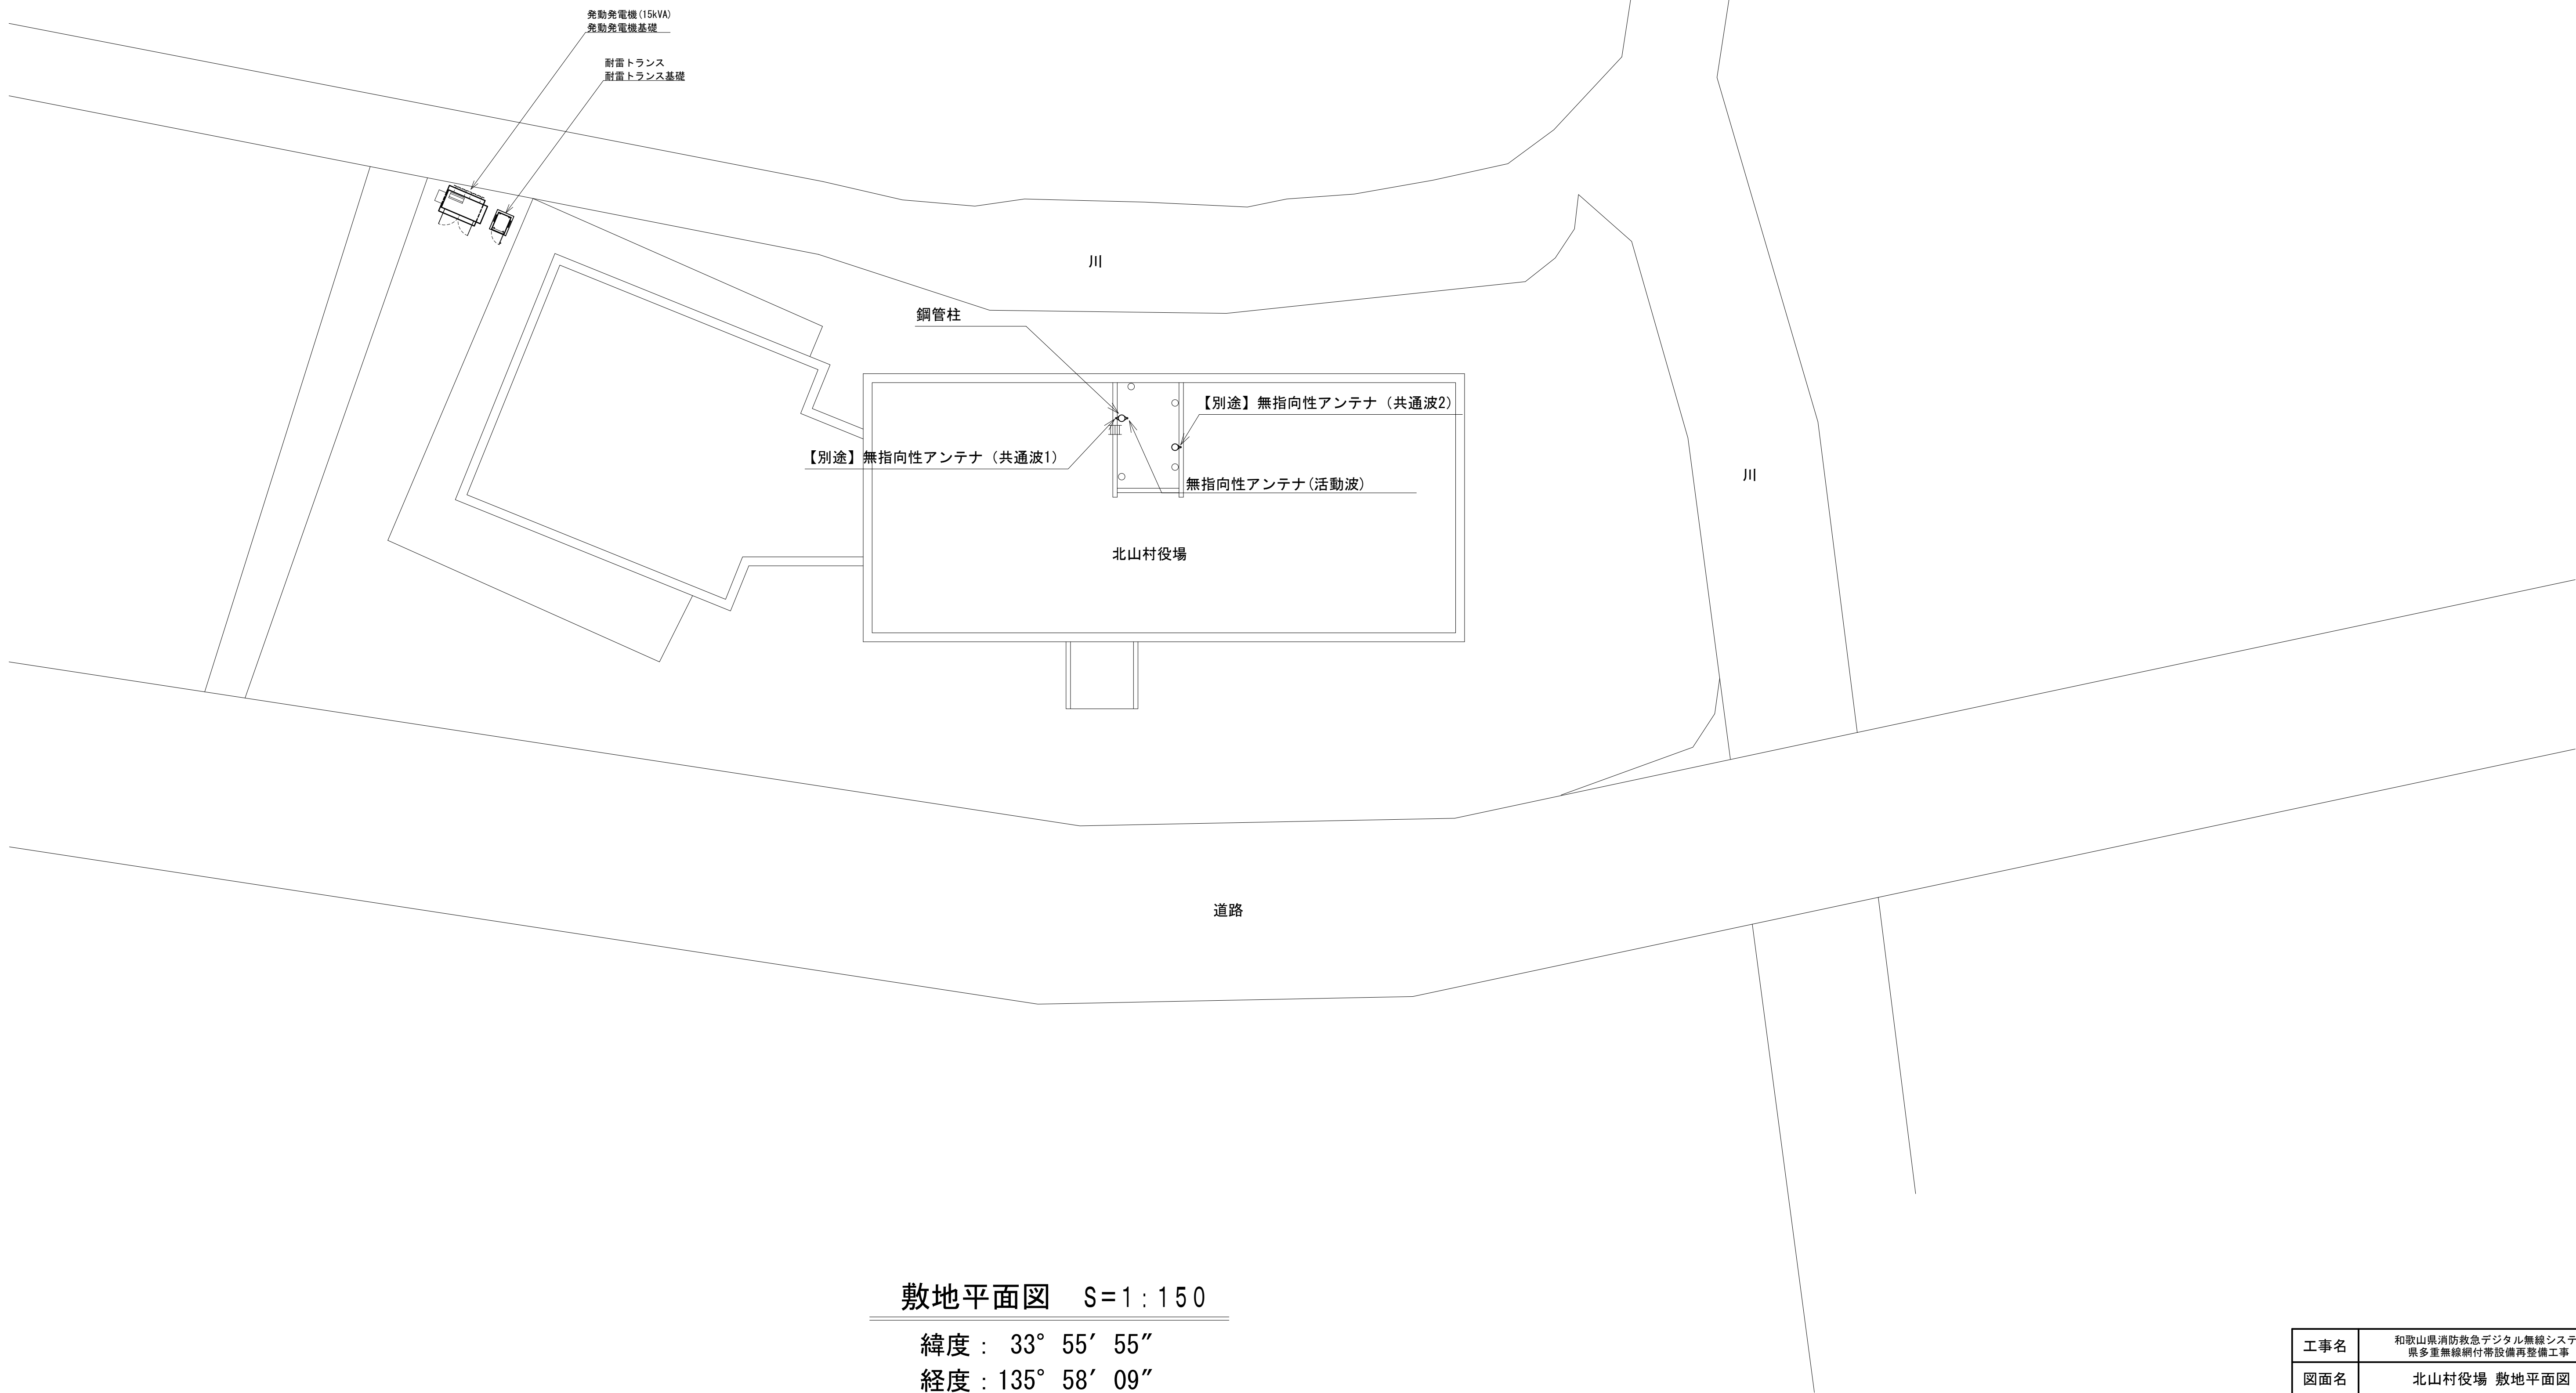 発動発電機(15kVA)
発動発電機基礎
耐雷トランス
耐雷トランス基礎
川
鋼管柱
【別途】無指向性アンテナ（共通波2）
【別途】無指向性アンテナ（共通波1）
無指向性アンテナ(活動波)
川
北山村役場
道路
敷地平面図　S=1:150
緯度： 33° 55′ 55″
経度：135° 58′ 09″
工事名
和歌山県消防救急デジタル無線システ
県多重無線網付帯設備再整備工事
図面名
北山村役場 敷地平面図